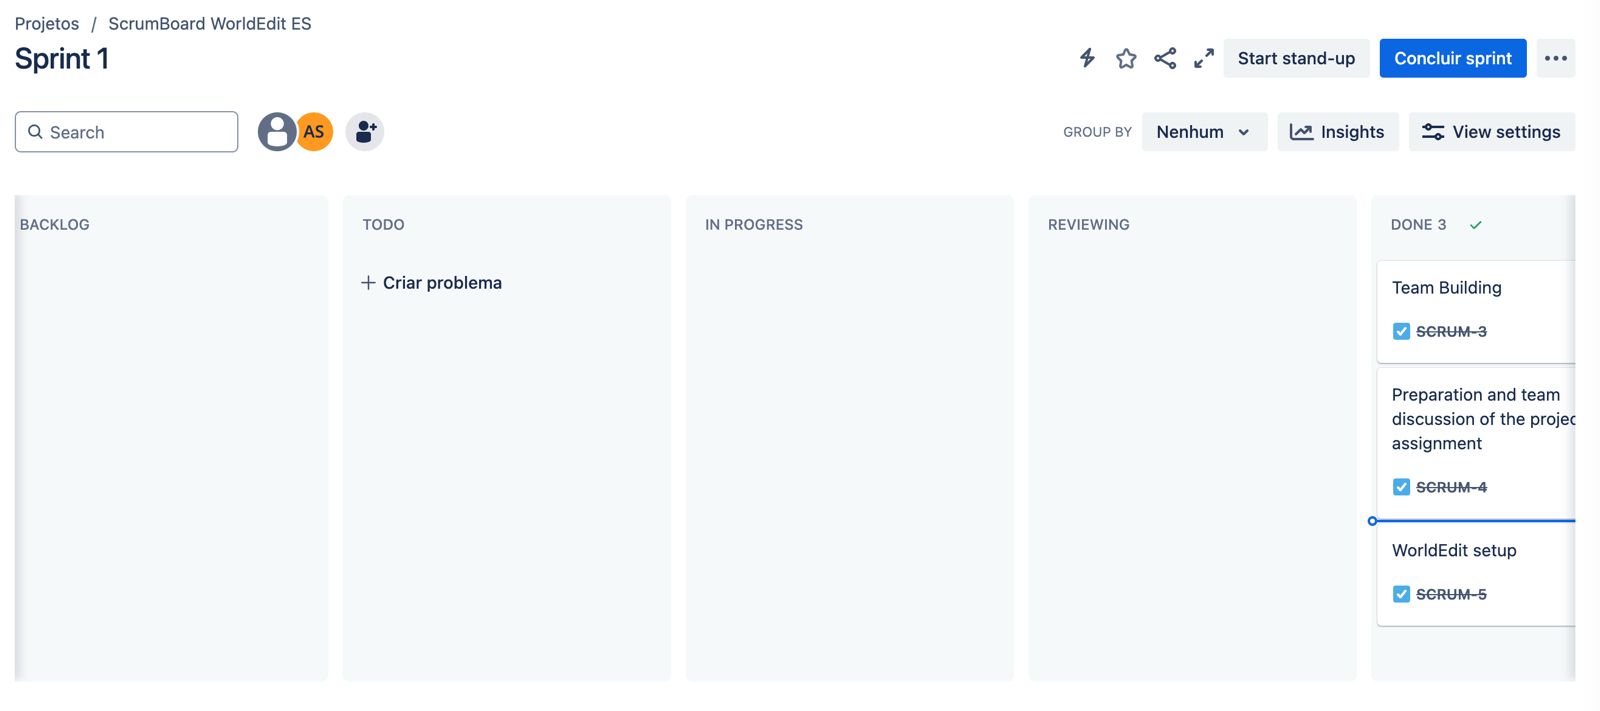 Projetos / ScrumBoard WorldEdit ES
Sprint 1
Start stand-up
Concluir sprint
Search
AS
GROUP BY
Nenhum
Insights
View settings
BACKLOG
TODO
+ Criar problema
IN PROGRESS
REVIEWING
DONE 3
Team Building
SCRUM-3
Preparation and team
discussion of the projec
assignment
SCRUM-4
WorldEdit setup
SCRUM-5